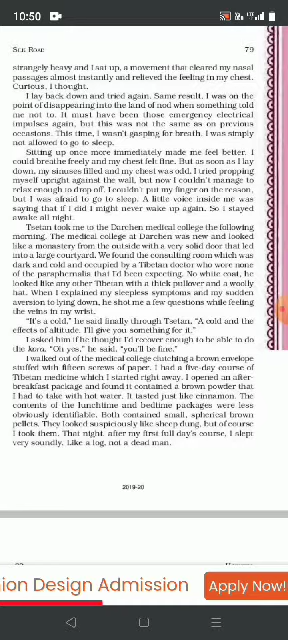 10:50
SILK ROAD 79
strangely heavy and I sat up, a movement that cleared my nasal
passages almost instantly and relieved the feeling in my chest.
Curious, I thought.
I lay back down and tried again. Same result. I was on the
point of disappearing into the land of nod when something told
me not to. It must have been those emergency electrical
impulses again, but this was not the same as on previous
occasions. This time, I wasn't gasping for breath, I was simply
not allowed to go to sleep.
Sitting up once more immediately made me feel better. I
could breathe freely and my chest felt fine. But as soon as I lay
down, my sinuses filled and my chest was odd. I tried propping
myself upright against the wall, but now I couldn't manage to
relax enough to drop off. I couldn't put my finger on the reason,
but I was afraid to go to sleep. A little voice inside me was
saying that if I did I might never wake up again. So I stayed
awake all night.
Tsetan took me to the Darchen medical college the following
morning. The medical college at Darchen was new and looked
like a monastery from the outside with a very solid door that led
into a large courtyard. We found the consulting room which was
dark and cold and occupied by a Tibetan doctor who wore none
of the paraphernalia that I'd been expecting. No white coat, he
looked like any other Tibetan with a thick pullover and a woolly
hat. When I explained my sleepless symptoms and my sudden
aversion to lying down, he shot me a few questions while feeling
the veins in my wrist.
"It's a cold," he said finally through Tsetan. "A cold and the
effects of altitude. I'll give you something for it."
I asked him if he thought I'd recover enough to be able to do
the kora. "Oh yes," he said, "you'll be fine."
I walked out of the medical college clutching a brown envelope
stuffed with fifteen screws of paper. I had a five-day course of
Tibetan medicine which I started right away. I opened an after-
breakfast package and found it contained a brown powder that
I had to take with hot water. It tasted just like cinnamon. The
contents of the lunchtime and bedtime packages were less
obviously identifiable. Both contained small, spherical brown
pellets. They looked suspiciously like sheep dung, but of course
I took them. That night, after my first full day's course, I slept
very soundly. Like a log, not a dead man.
2019-20
ion Design Admission
Apply Now!